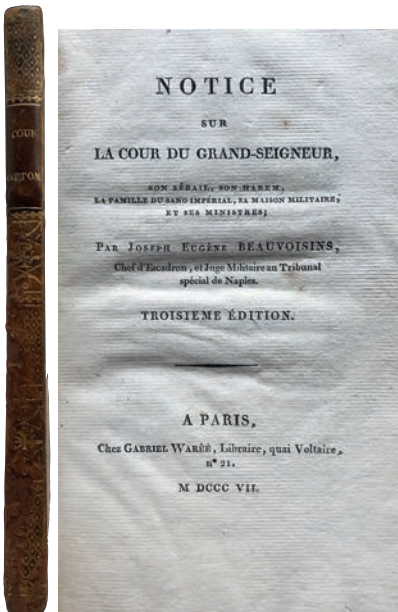 COUR
NOTICE
SUR
LA COUR DU GRAND-SEIGNEUR,
SON SÉRAIL, SON HAREM,
LA FAMILLE DU SANG IMPÉRIAL, SA MAISON MILITAIRE,
ET SES MINISTRES;
PAR JOSEPH EUGÈNE BEAUVOISINS,
Chef d'Escadron, et Juge Militaire au Tribunal
spécial de Naples.
TROISIEME ÉDITION.
A PARIS,
Chez GABRIEL WARÉE, Libraire, quai Voltaire,
n° 21.
M DCCC VII.